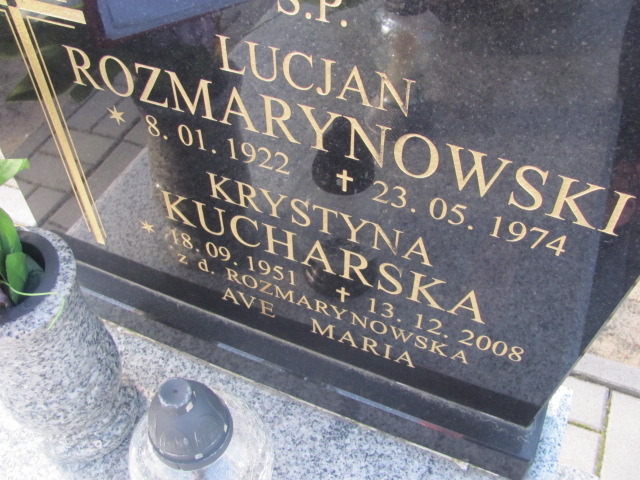 Ś.P.
LUCJAN
ROZMARYNOWSKI
* 8. 01. 1922 ✝ 23. 05. 1974
KRYSTYNA
KUCHARSKA
* 18. 09. 1951 ✝ 13. 12. 2008
z d. ROZMARYNOWSKA
AVE MARIA